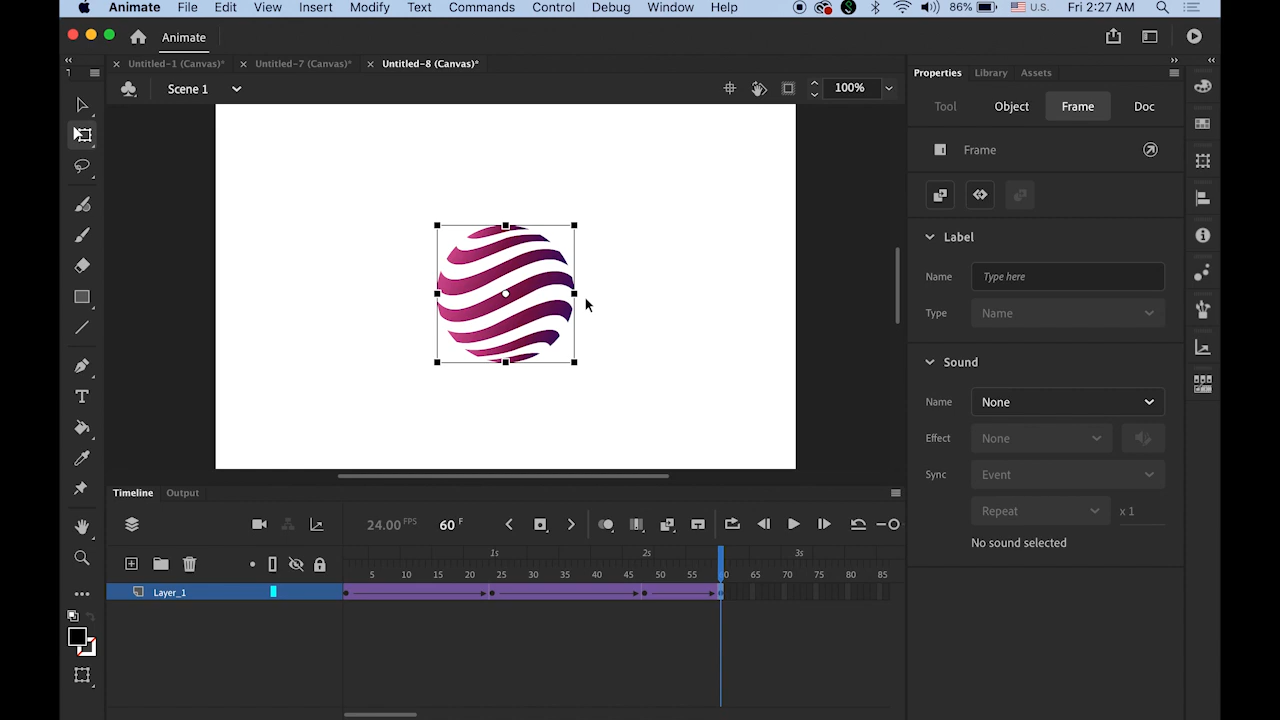 Animate File Edit View Insert Modify Text Commands Control Debug Window Help 86% U.S. Fri 2:27 AM
Animate
Untitled-1 (Canvas)* Untitled-7 (Canvas)* Untitled-8 (Canvas)*
Scene 1 100%
Properties Library Assets
Tool Object Frame Doc
Frame
Label
Name Type here
Type Name
Sound
Name None
Effect None
Sync Event
Repeat x 1
No sound selected
Timeline Output
24.00 FPS 60 F
1s 2s 3s
5 10 15 20 25 30 35 40 45 50 55 60 65 70 75 80 85
Layer_1